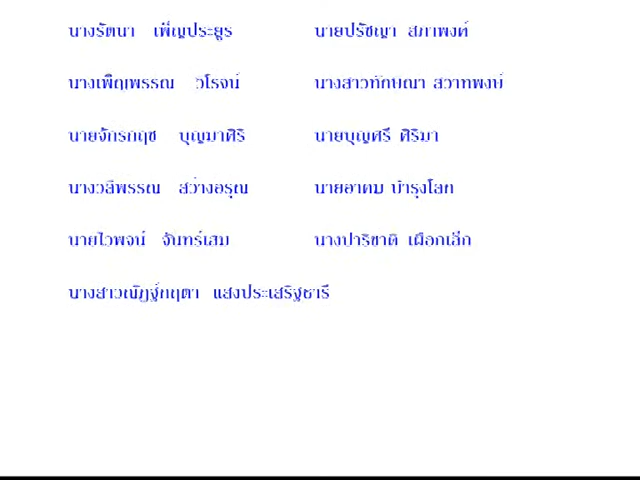 นางรัตนา เพ็ญประยูร นายปรัชญา สภาพงศ์
นางเพ็ญพรรณ วิโรจน์ นางสาวทักษณา สวาทพงษ์
นายจักรกฤช บุญมาศิริ นายบุญศรี ศิริมา
นางวลีพรรณ สว่างอรุณ นายอาคม บำรุงโลก
นายไวพจน์ จันทร์เสม นางปาริชาติ เผือกเล็ก
นางสาวณัฏฐ์กฤตา แสงประเสริฐชารี